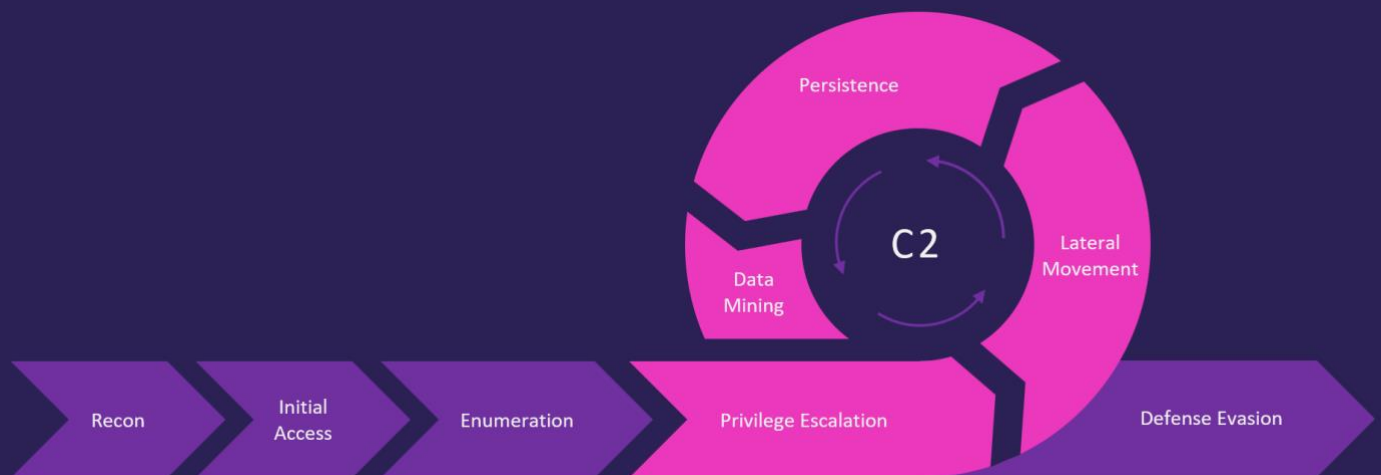 Persistence
C2
Lateral
Movement
Data
Mining
Recon
Initial
Access
Enumeration
Privilege Escalation
Defense Evasion